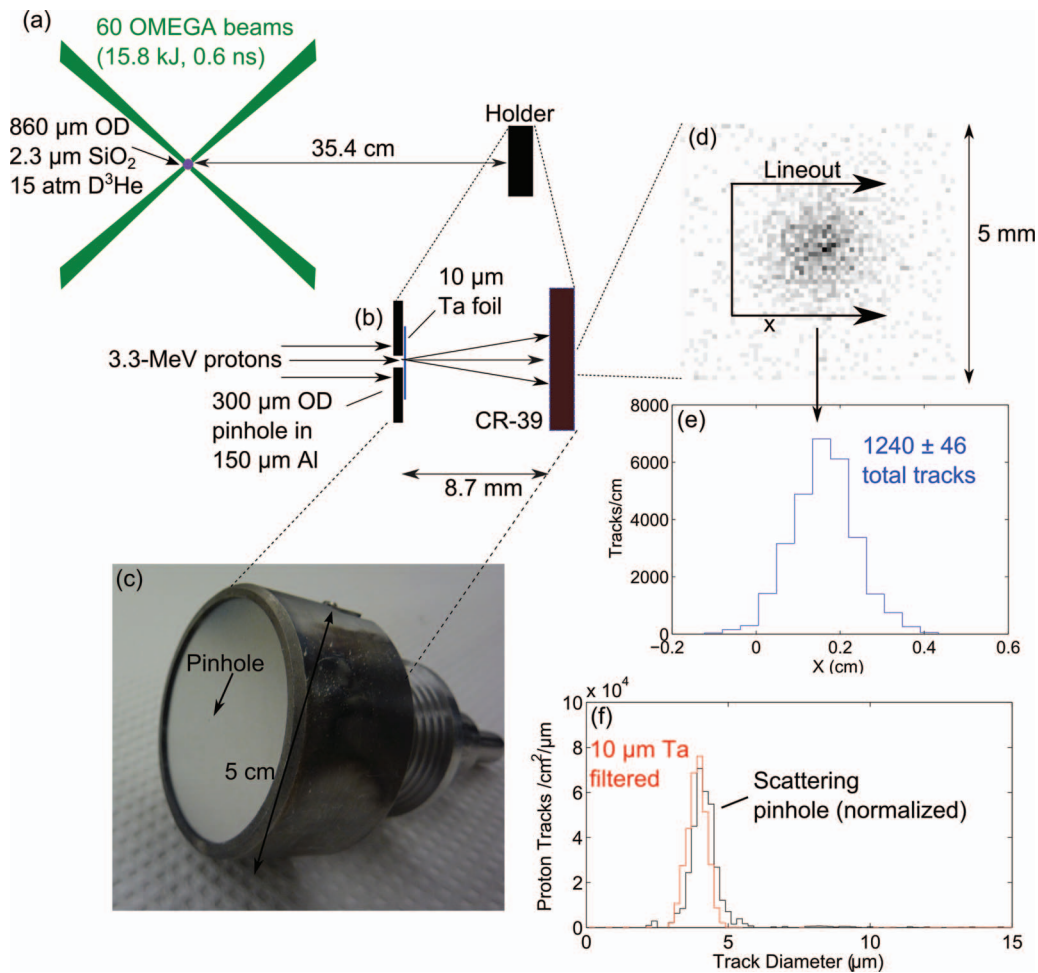 (a)
60 OMEGA beams
(15.8 kJ, 0.6 ns)
860 µm OD
2.3 µm SiO₂
15 atm D³He
35.4 cm
Holder
(b)
10 µm
Ta foil
3.3-MeV protons
300 µm OD
pinhole in
150 µm Al
CR-39
8.7 mm
(c)
Pinhole
5 cm
(d)
Lineout
x
5 mm
(e)
1240 ± 46
total tracks
Tracks/cm
8000
6000
4000
2000
0
−0.2
0
0.2
0.4
0.6
X (cm)
(f)
x 10⁴
10 µm Ta
filtered
Scattering
pinhole (normalized)
Proton Tracks /cm²/µm
10
8
6
4
2
0
0
5
10
15
Track Diameter (µm)